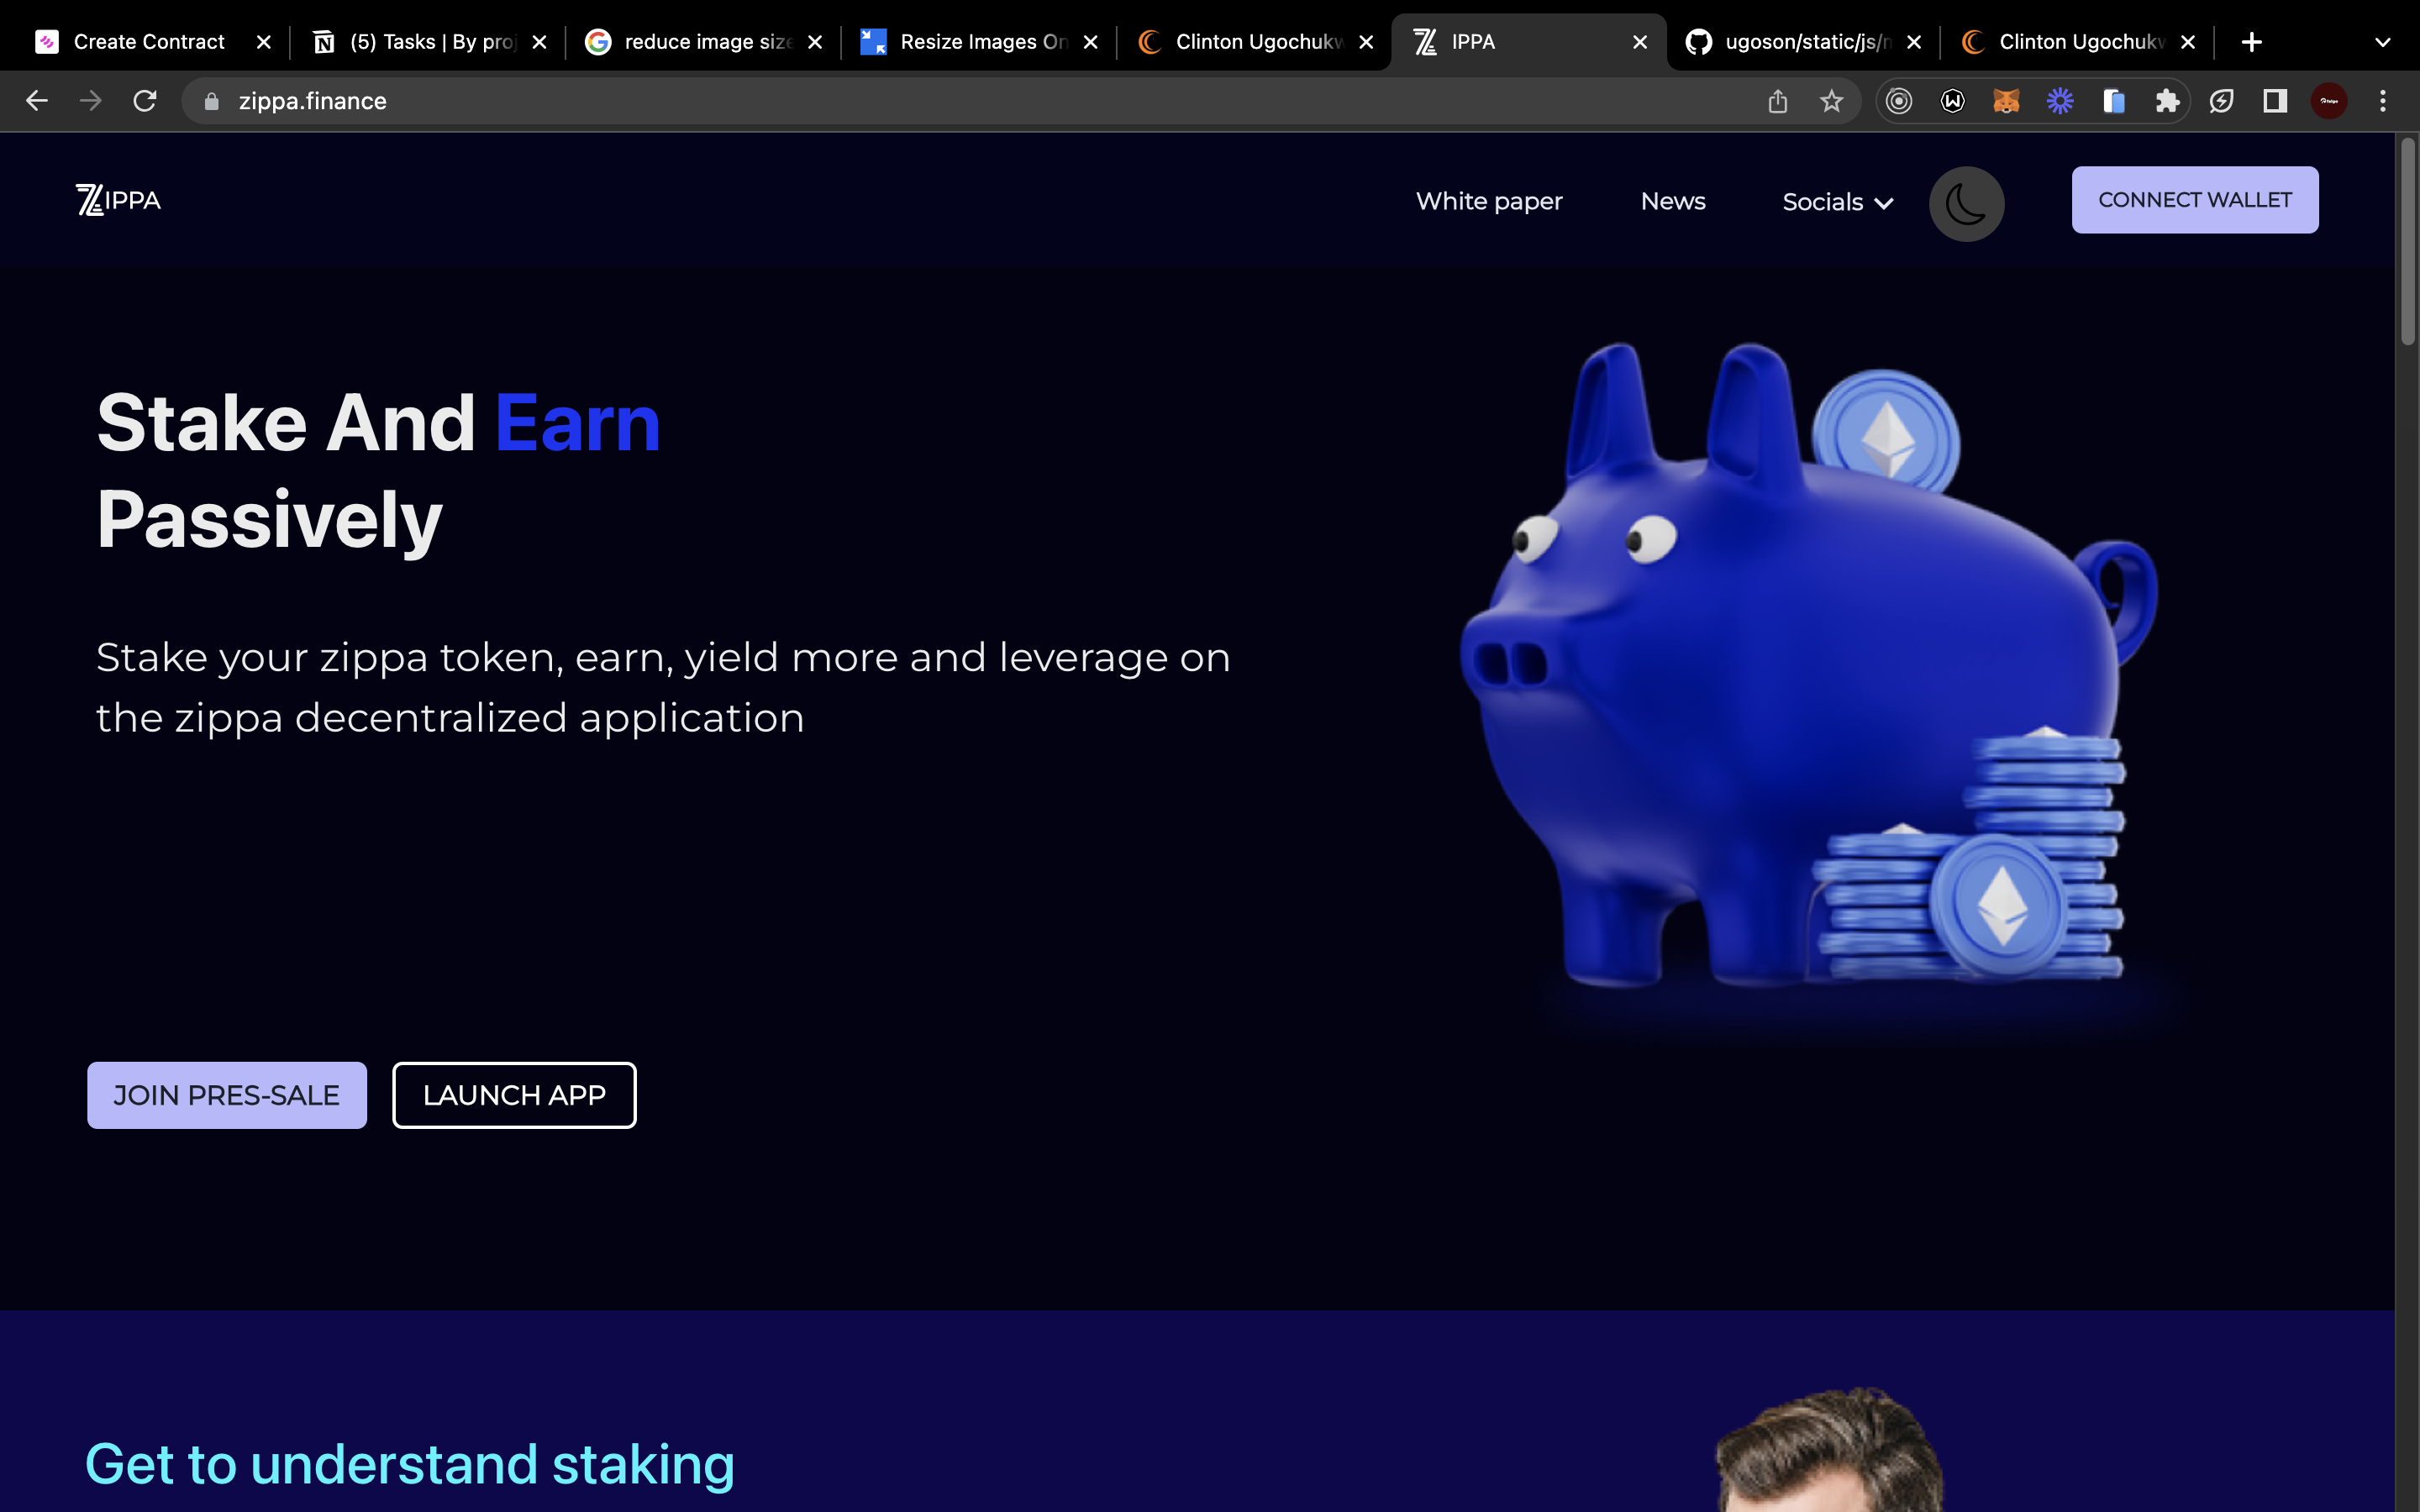 Create Contract
(5) Tasks | By proj
reduce image size
Resize Images On
Clinton Ugochukw
IPPA
ugoson/static/js/m
Clinton Ugochukw
zippa.finance
ZIPPA
White paper
News
Socials
CONNECT WALLET
Stake And Earn
Passively
Stake your zippa token, earn, yield more and leverage on
the zippa decentralized application
JOIN PRES-SALE
LAUNCH APP
Get to understand staking